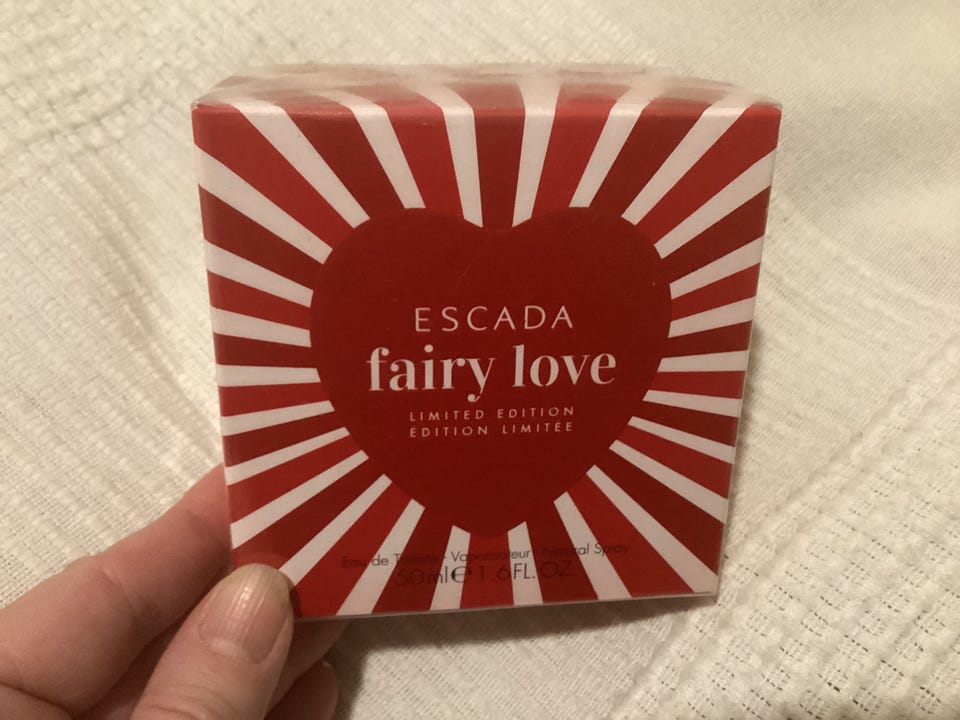 ESCADA
fairy love
LIMITED EDITION
ÉDITION LIMITÉE
Eau de Toilette · Vaporisateur · Natural Spray
50ml℮ 1.6FL. OZ.